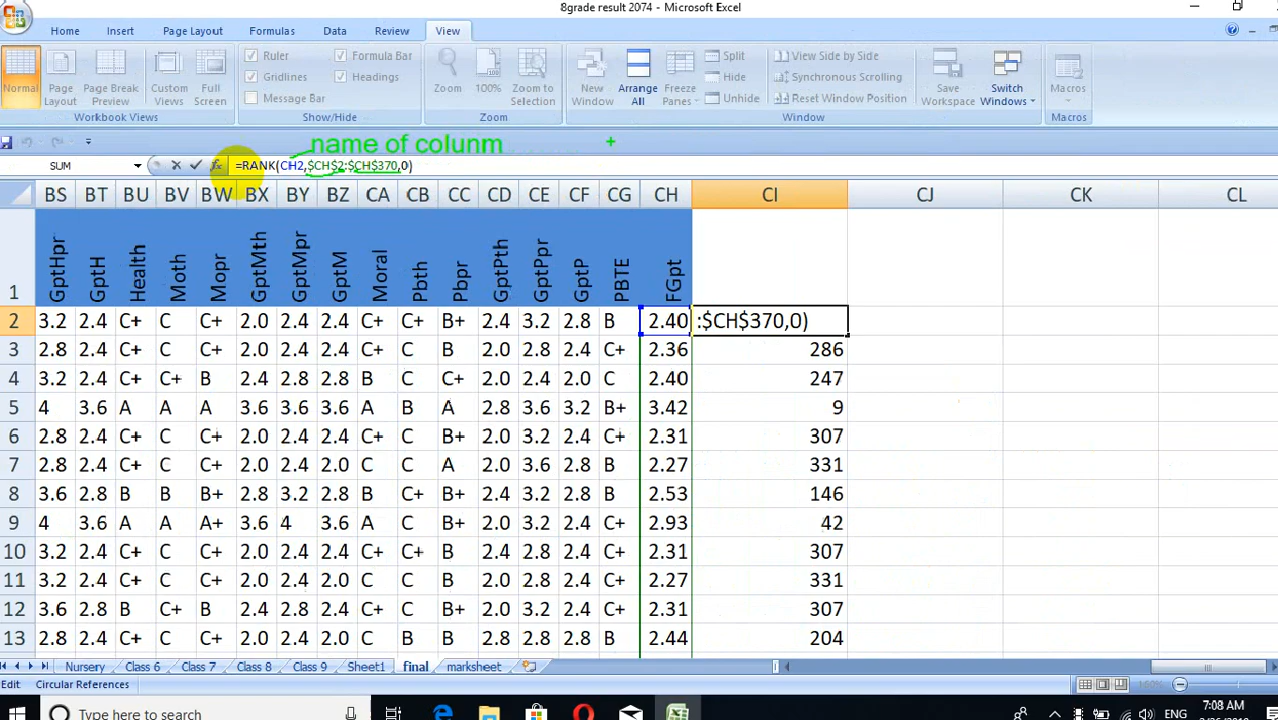 8grade result 2074 - Microsoft Excel
Home Insert Page Layout Formulas Data Review View
Normal Page Layout Page Break Preview Custom Views Full Screen
Workbook Views
Ruler Formula Bar
Gridlines Headings
Message Bar
Show/Hide
Zoom 100% Zoom to Selection
Zoom
New Window Arrange All Freeze Panes
Split View Side by Side
Hide Synchronous Scrolling
Unhide Reset Window Position
Save Workspace Switch Windows
Window
Macros
Macros
name of colunm
SUM fx =RANK(CH2,$CH$2:$CH$370,0)
BS BT BU BV BW BX BY BZ CA CB CC CD CE CF CG CH CI CJ CK CL
1 GptHpr GptH Health Moth Mopr GptMth GptMpr GptM Moral Pbth Pbpr GptPth GptPpr GptP PBTE FGpt
2 3.2 2.4 C+ C C+ 2.0 2.4 2.4 C+ C+ B+ 2.4 3.2 2.8 B 2.40 :$CH$370,0)
3 2.8 2.4 C+ C C+ 2.0 2.4 2.4 C+ C B 2.0 2.8 2.4 C+ 2.36 286
4 3.2 2.4 C+ C+ B 2.4 2.8 2.8 B C C+ 2.0 2.4 2.0 C 2.40 247
5 4 3.6 A A A 3.6 3.6 3.6 A B A 2.8 3.6 3.2 B+ 3.42 9
6 2.8 2.4 C+ C C+ 2.0 2.4 2.4 C+ C B+ 2.0 3.2 2.4 C+ 2.31 307
7 2.8 2.4 C+ C C+ 2.0 2.4 2.0 C C A 2.0 3.6 2.8 B 2.27 331
8 3.6 2.8 B B B+ 2.8 3.2 2.8 B C+ B+ 2.4 3.2 2.8 B 2.53 146
9 4 3.6 A A A+ 3.6 4 3.6 A C B+ 2.0 3.2 2.4 C+ 2.93 42
10 3.2 2.4 C+ C C+ 2.0 2.4 2.4 C+ C+ B 2.4 2.8 2.4 C+ 2.31 307
11 3.2 2.4 C+ C C+ 2.0 2.4 2.0 C C B 2.0 2.8 2.4 C+ 2.27 331
12 3.6 2.8 B C+ B 2.4 2.8 2.4 C+ C B+ 2.0 3.2 2.4 C+ 2.31 307
13 2.8 2.4 C+ C C+ 2.0 2.4 2.0 C B B 2.8 2.8 2.8 B 2.44 204
Nursery Class 6 Class 7 Class 8 Class 9 Sheet1 final marksheet
Edit Circular References 160%
Type here to search ENG 7:08 AM